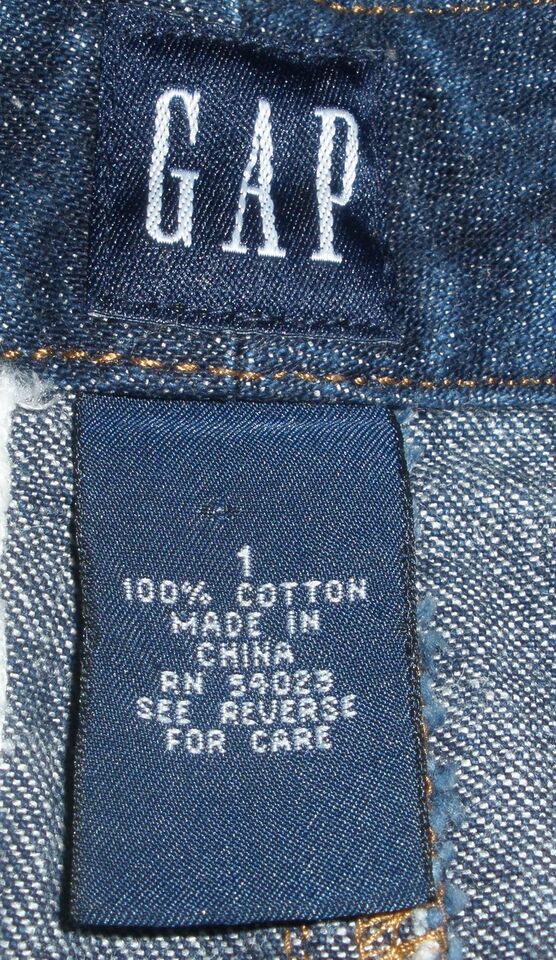 GAP
1
100% COTTON
MADE IN
CHINA
RN 54023
SEE REVERSE
FOR CARE